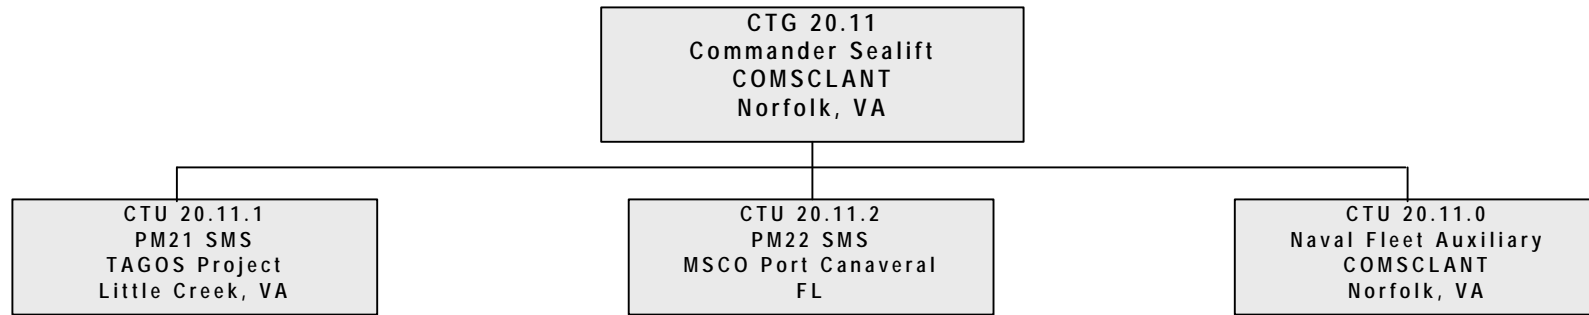 CTG 20.11
Commander Sealift
COMSCLANT
Norfolk, VA
CTU 20.11.1
PM21 SMS
TAGOS Project
Little Creek, VA
CTU 20.11.2
PM22 SMS
MSCO Port Canaveral
FL
CTU 20.11.0
Naval Fleet Auxiliary
COMSCLANT
Norfolk, VA